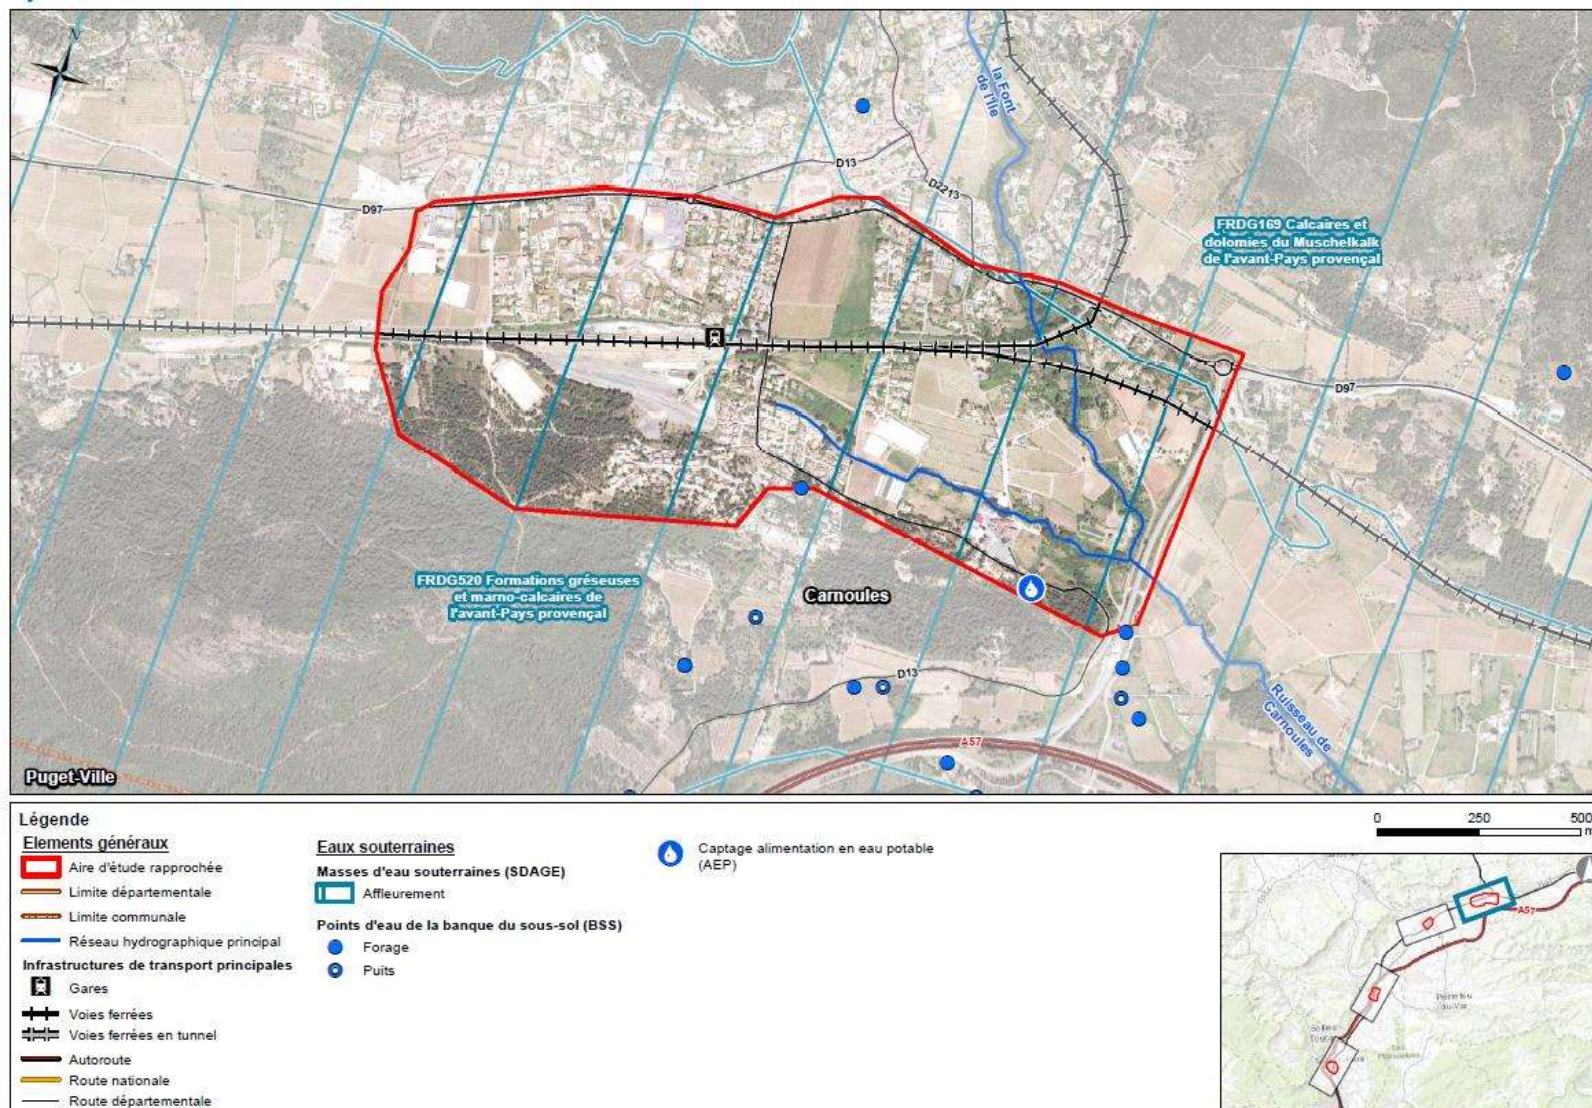 N
la Font
de l'Ile
D13
D2213
D97
FRDG169 Calcaires et
dolomies du Muschelkalk
de l'avant-Pays provençal
D97
FRDG520 Formations gréseuses
et marno-calcaires de
l'avant-Pays provençal
Carnoules
D13
Ruisseau de
Carnoules
A57
Puget-Ville
Légende
Elements généraux
Aire d'étude rapprochée
Limite départementale
Limite communale
Réseau hydrographique principal
Infrastructures de transport principales
Gares
Voies ferrées
Voies ferrées en tunnel
Autoroute
Route nationale
Route départementale
Eaux souterraines
Masses d'eau souterraines (SDAGE)
Affleurement
Points d'eau de la banque du sous-sol (BSS)
Forage
Puits
Captage alimentation en eau potable
(AEP)
0 250 500
m
A57